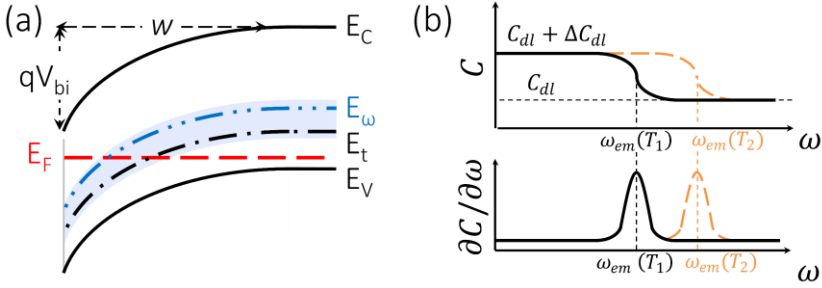 (a)
w
E_C
qV_bi
E_ω
E_F
E_t
E_V
(b)
C_dl + ΔC_dl
C
C_dl
ω_em(T_1)
ω_em(T_2)
ω
∂C/∂ω
ω_em(T_1)
ω_em(T_2)
ω